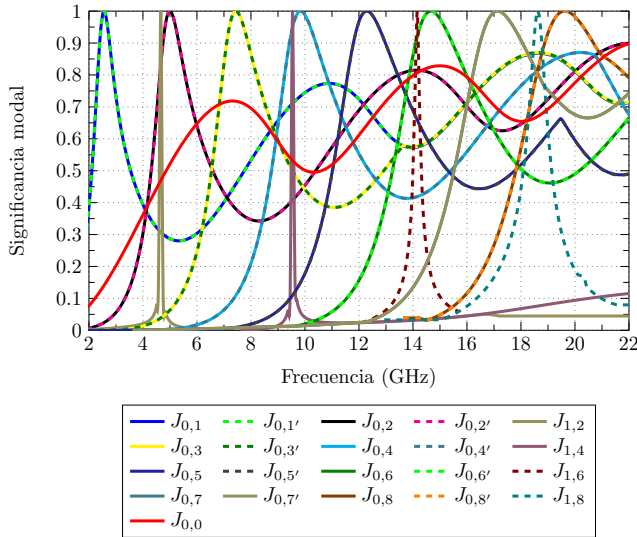 1
0.9
0.8
0.7
0.6
0.5
0.4
0.3
0.2
0.1
0
Significancia modal
2 4 6 8 10 12 14 16 18 20 22
Frecuencia (GHz)
J0,1 J0,1' J0,2 J0,2' J1,2
J0,3 J0,3' J0,4 J0,4' J1,4
J0,5 J0,5' J0,6 J0,6' J1,6
J0,7 J0,7' J0,8 J0,8' J1,8
J0,0